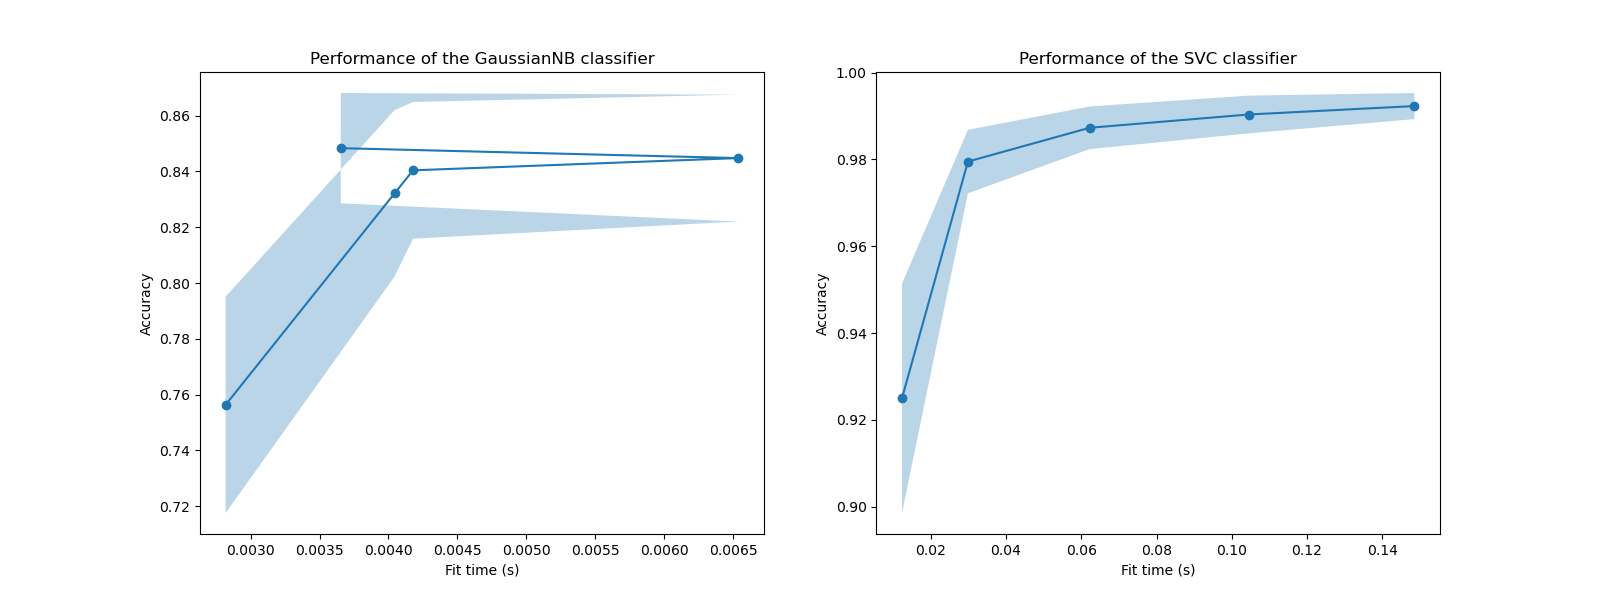 Performance of the GaussianNB classifier
0.86
0.84
0.82
0.80
0.78
0.76
0.74
0.72
Accuracy
0.0030 0.0035 0.0040 0.0045 0.0050 0.0055 0.0060 0.0065
Fit time (s)
Performance of the SVC classifier
1.00
0.98
0.96
0.94
0.92
0.90
Accuracy
0.02 0.04 0.06 0.08 0.10 0.12 0.14
Fit time (s)